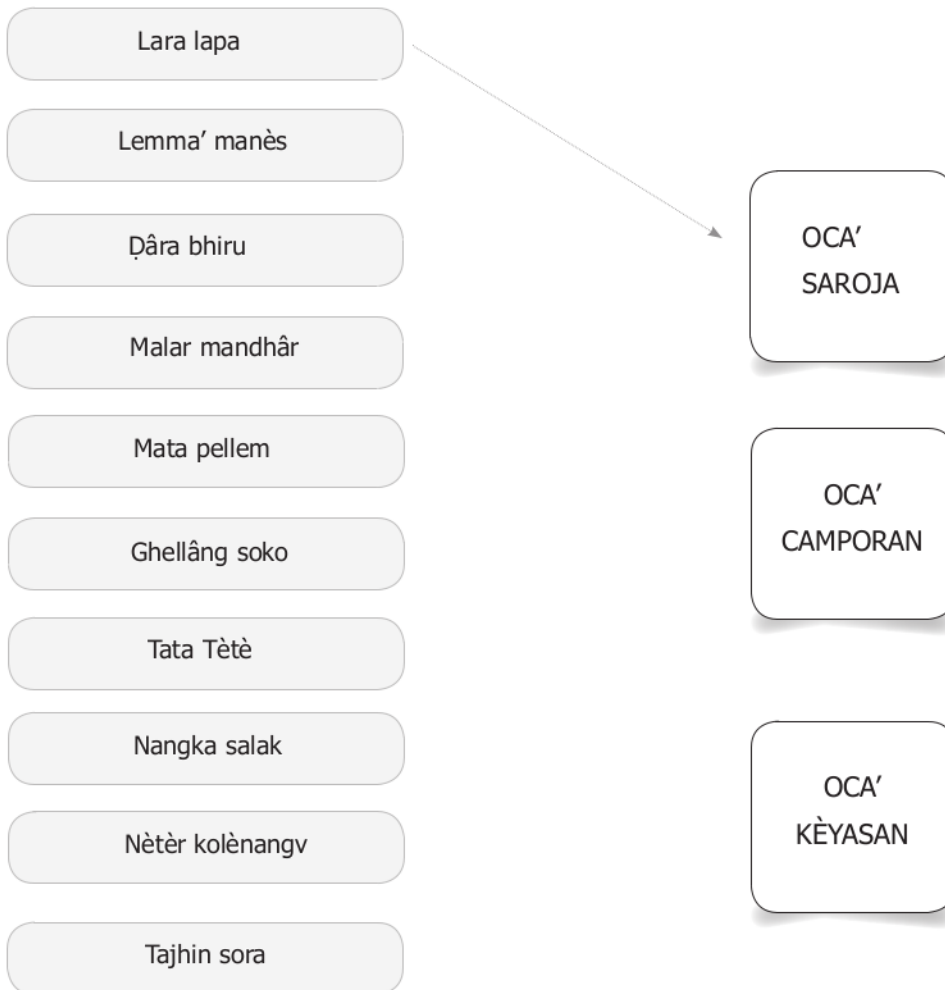 Lara lapa
Lemma’ manès
Ḍâra bhiru
Malar mandhâr
Mata pellem
Ghellâng soko
Tata Tètè
Nangka salak
Nètèr kolènangv
Tajhin sora
OCA’
SAROJA
OCA’
CAMPORAN
OCA’
KÈYASAN